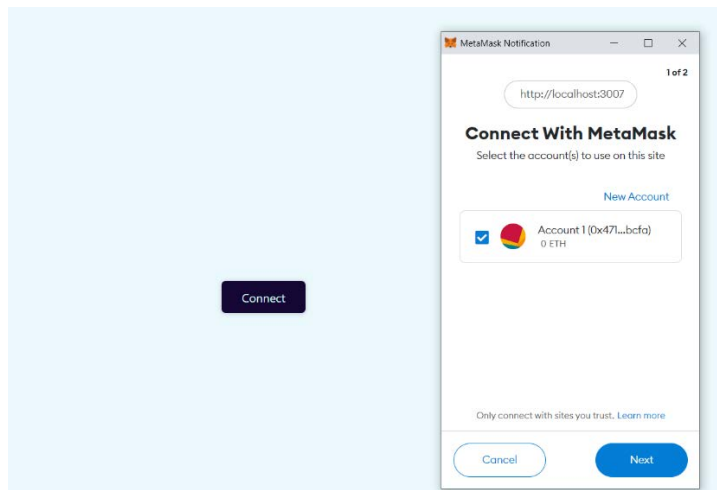 MetaMask Notification
1 of 2
http://localhost:3007
Connect With MetaMask
Select the account(s) to use on this site
New Account
Account 1 (0x471...bcfa)
0 ETH
Connect
Only connect with sites you trust. Learn more
Cancel
Next